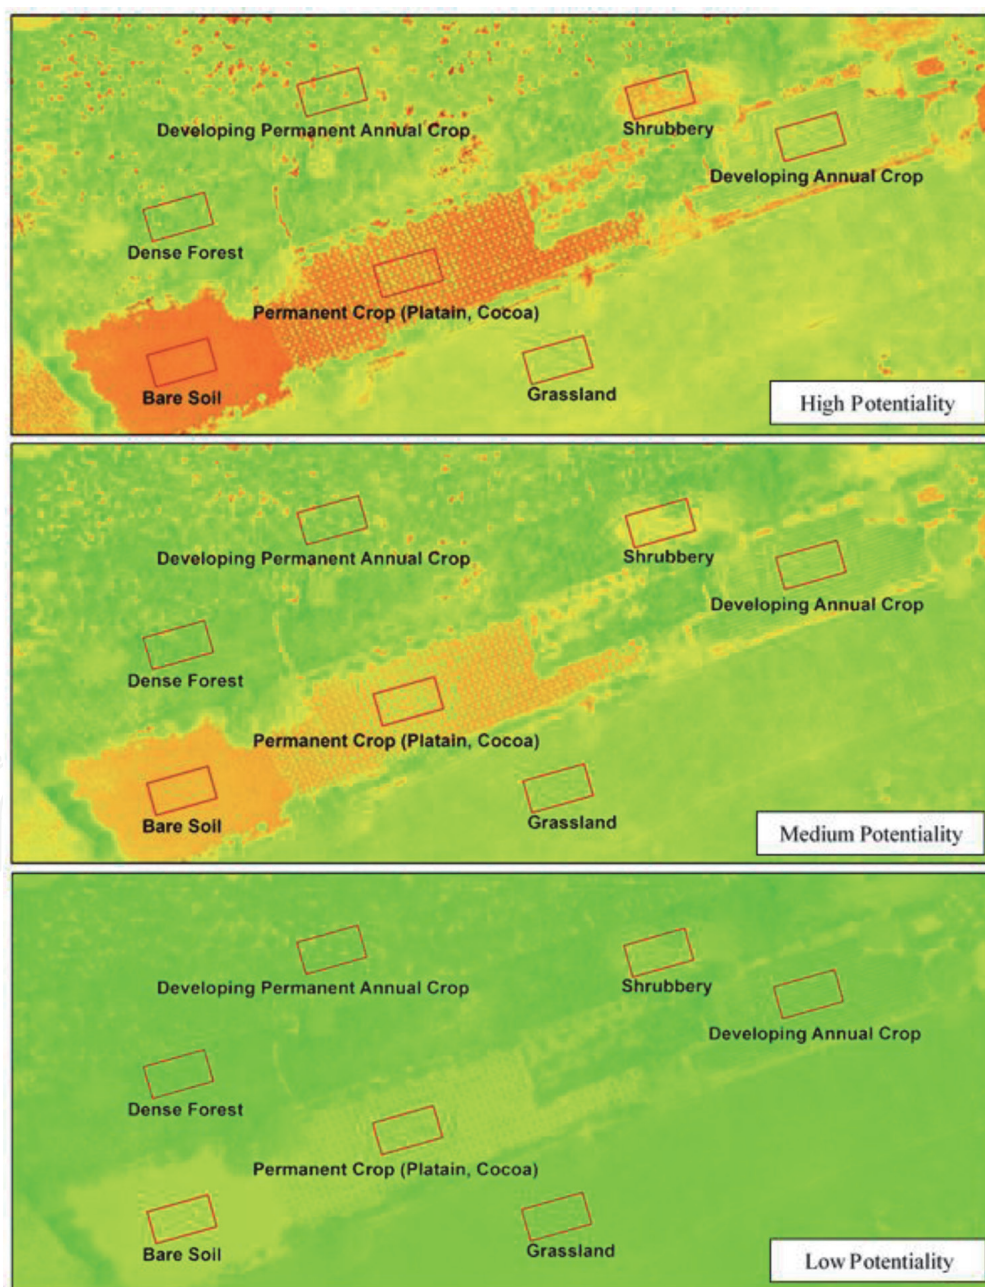 Developing Permanent Annual Crop
Shrubbery
Developing Annual Crop
Dense Forest
Permanent Crop (Platain, Cocoa)
Bare Soil
Grassland
High Potentiality
Developing Permanent Annual Crop
Shrubbery
Developing Annual Crop
Dense Forest
Permanent Crop (Platain, Cocoa)
Bare Soil
Grassland
Medium Potentiality
Developing Permanent Annual Crop
Shrubbery
Developing Annual Crop
Dense Forest
Permanent Crop (Platain, Cocoa)
Bare Soil
Grassland
Low Potentiality